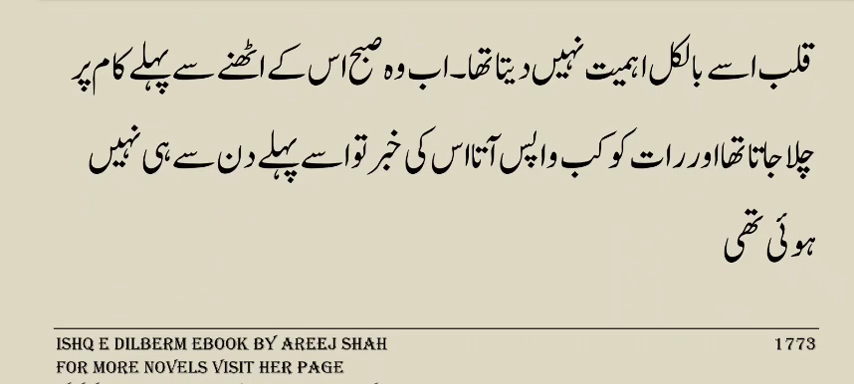 قلب اسے بالکل اہمیت نہیں دیتا تھا۔ اب وہ صبح اس کے اٹھنے سے پہلے کام پر
چلا جاتا تھا اور رات کو کب واپس آتا اس کی خبر تو اسے پہلے دن سے ہی نہیں
ہوئی تھی
ISHQ E DILBERM EBOOK BY AREEJ SHAH 1773
FOR MORE NOVELS VISIT HER PAGE